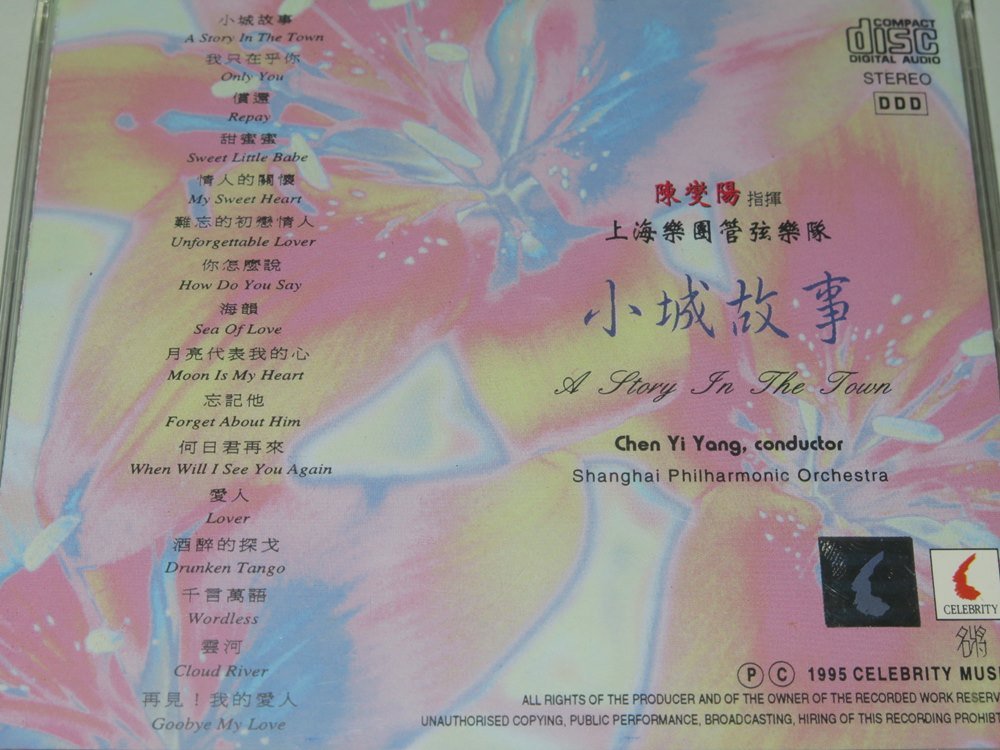 小城故事
A Story In The Town
我只在乎你
Only You
償還
Repay
甜蜜蜜
Sweet Little Babe
情人的關懷
My Sweet Heart
難忘的初戀情人
Unforgettable Lover
你怎麼說
How Do You Say
海韻
Sea Of Love
月亮代表我的心
Moon Is My Heart
忘記他
Forget About Him
何日君再來
When Will I See You Again
愛人
Lover
酒醉的探戈
Drunken Tango
千言萬語
Wordless
雲河
Cloud River
再見！我的愛人
Goobye My Love
COMPACT
disc
DIGITAL AUDIO
STEREO
DDD
陳燮陽 指揮
上海樂團管弦樂隊
小城故事
A Story In The Town
Chen Yi Yang, conductor
Shanghai Philharmonic Orchestra
CELEBRITY
名將
Ⓟ Ⓒ 1995 CELEBRITY MUSI
ALL RIGHTS OF THE PRODUCER AND OF THE OWNER OF THE RECORDED WORK RESERV
UNAUTHORISED COPYING, PUBLIC PERFORMANCE, BROADCASTING, HIRING OF THIS RECORDING PROHIBIT